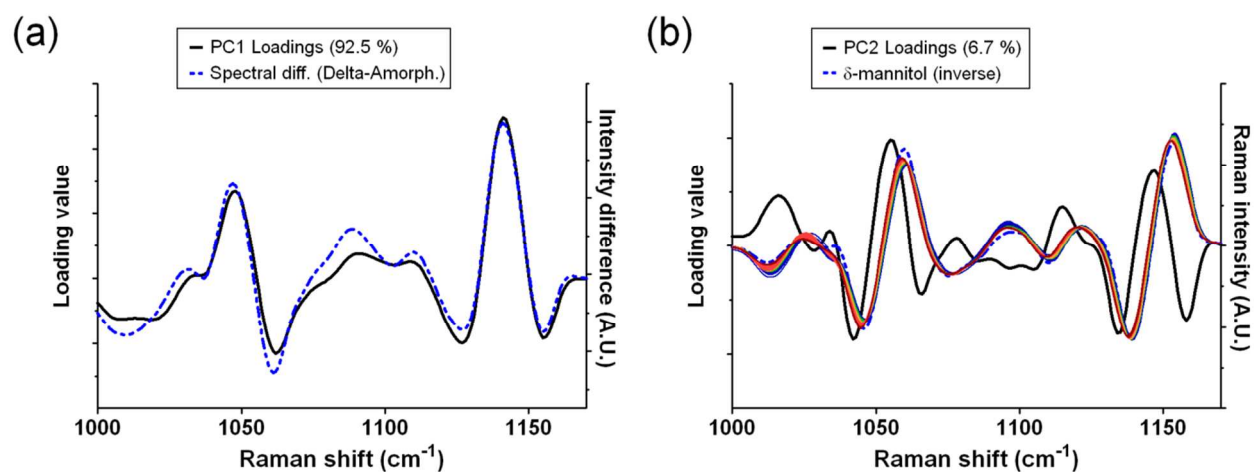 (a)
PC1 Loadings (92.5 %)
Spectral diff. (Delta-Amorph.)
Loading value
Intensity difference (A.U.)
1000
1050
1100
1150
Raman shift (cm⁻¹)
(b)
PC2 Loadings (6.7 %)
δ-mannitol (inverse)
Loading value
Raman intensity (A.U.)
1000
1050
1100
1150
Raman shift (cm⁻¹)